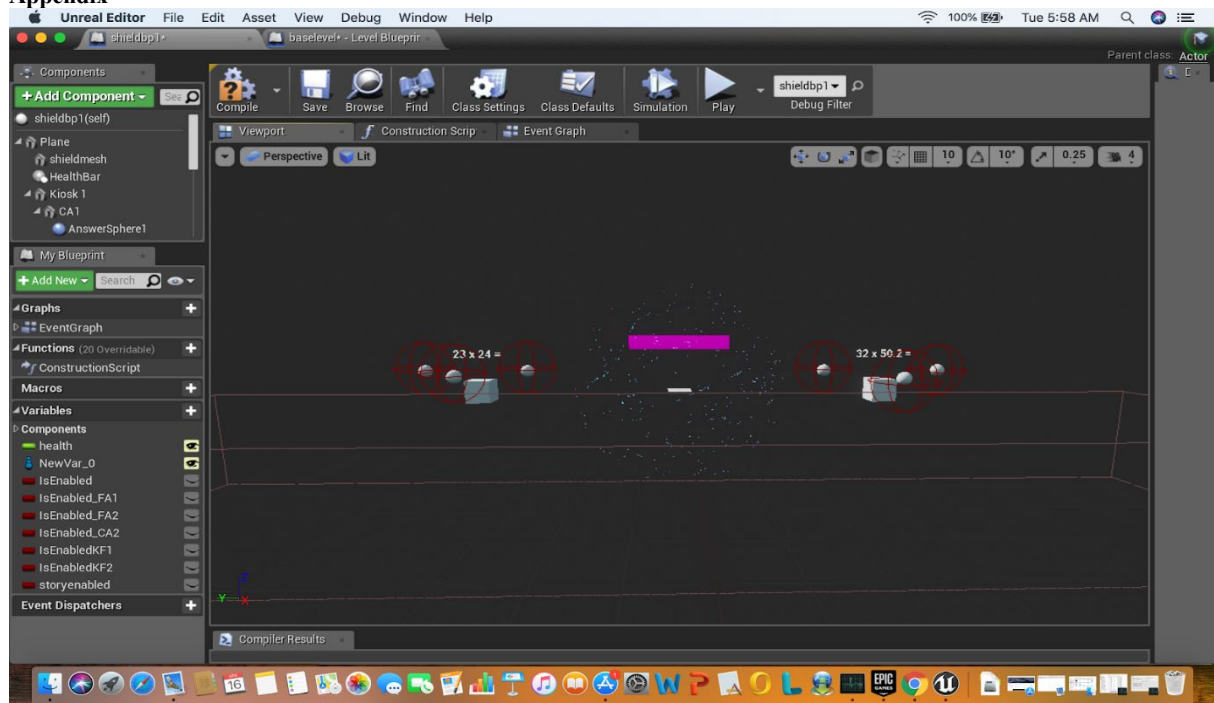 Appendix
Unreal Editor File Edit Asset View Debug Window Help 100% Tue 5:58 AM
shieldbp1* baselevel* - Level Blueprin
Parent class: Actor
Components
+ Add Component
shieldbp1(self)
Plane
shieldmesh
HealthBar
Kiosk 1
CA1
AnswerSphere1
Compile Save Browse Find Class Settings Class Defaults Simulation Play shieldbp1 Debug Filter
Viewport Construction Scrip Event Graph
Perspective Lit 10 10° 0.25 4
23 x 24 = 32 x 50.2 =
My Blueprint
+ Add New Search
Graphs
EventGraph
Functions (20 Overridable)
ConstructionScript
Macros
Variables
Components
health
NewVar_0
IsEnabled
IsEnabled_FA1
IsEnabled_FA2
IsEnabled_CA2
IsEnabledKF1
IsEnabledKF2
storyenabled
Event Dispatchers
Z
Y X
Compiler Results
16
EPIC GAMES